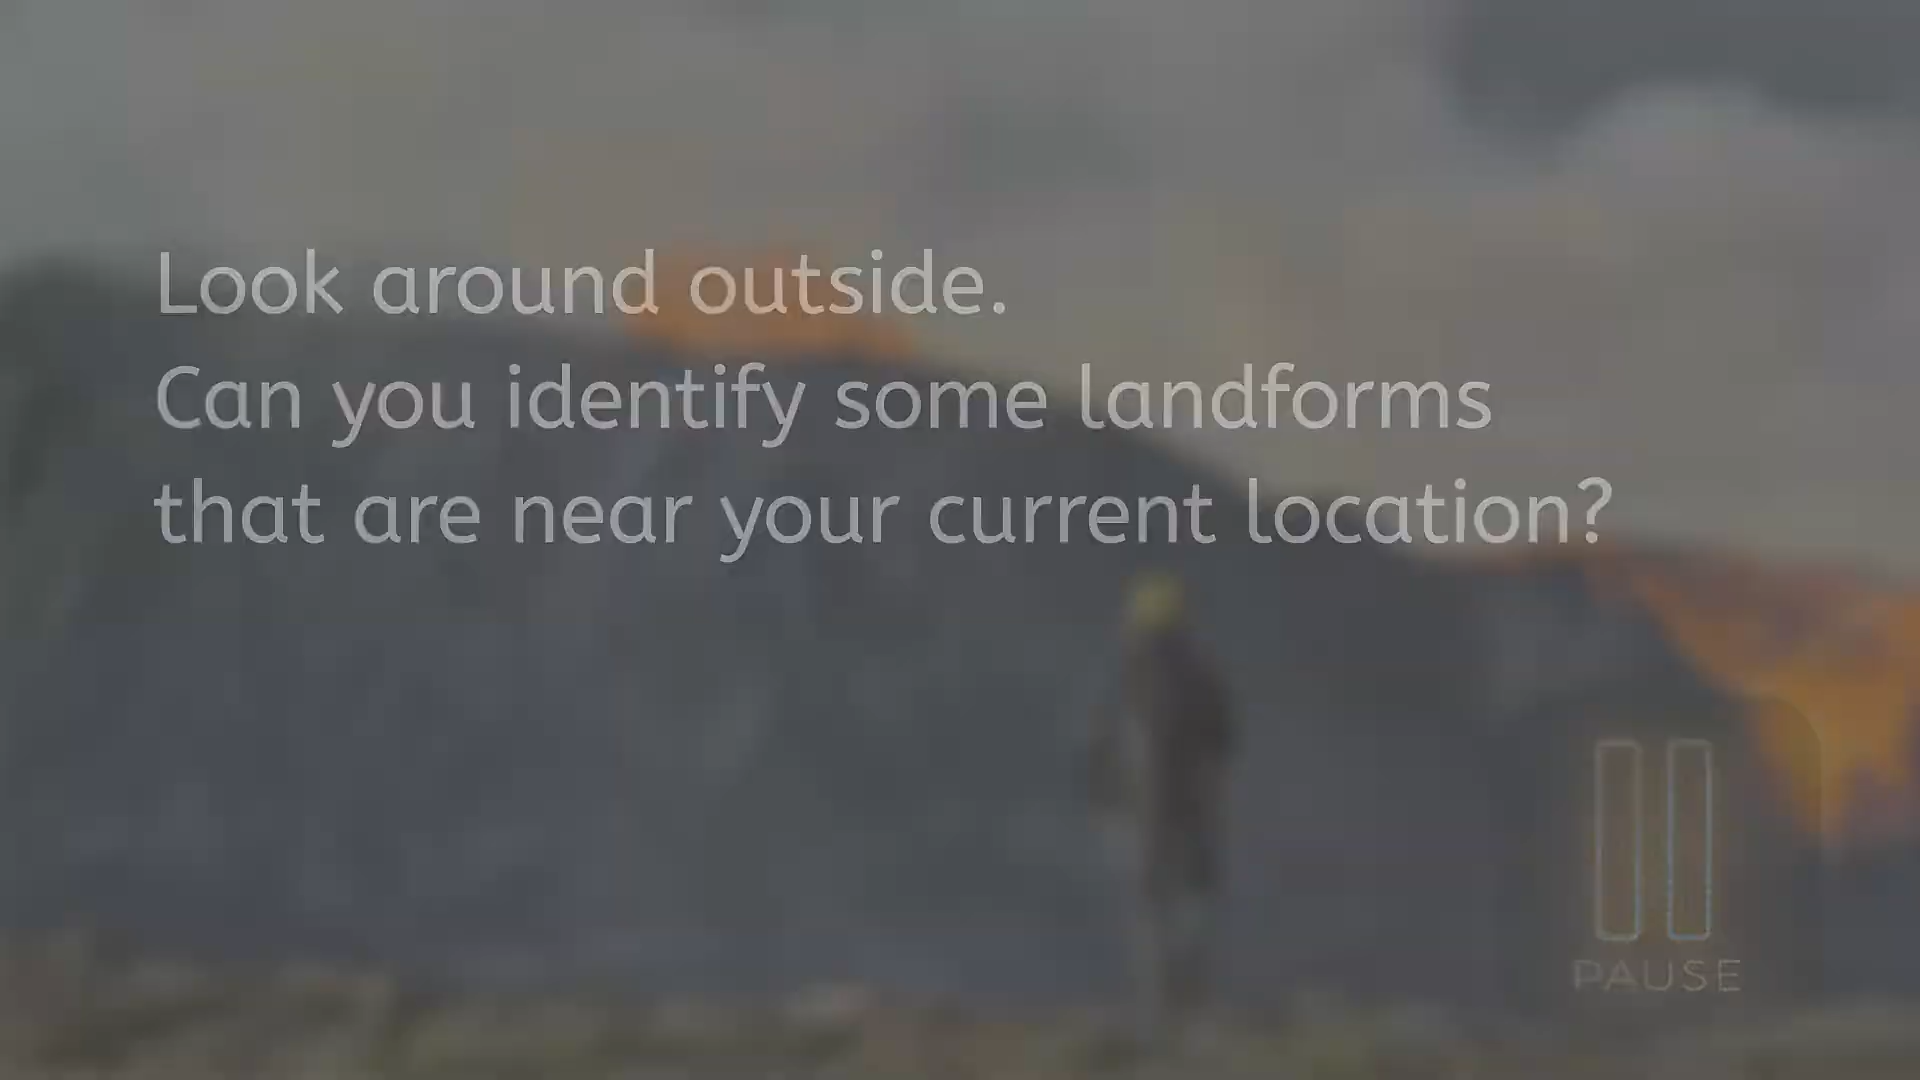 Look around outside.
Can you identify some landforms
that are near your current location?
PAUSE